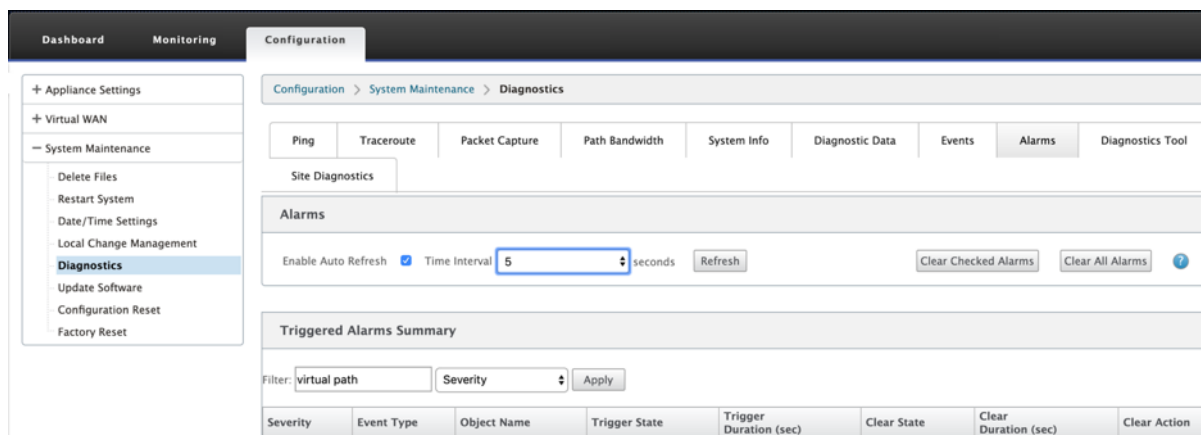 Dashboard Monitoring Configuration
+ Appliance Settings
+ Virtual WAN
− System Maintenance
Delete Files
Restart System
Date/Time Settings
Local Change Management
Diagnostics
Update Software
Configuration Reset
Factory Reset
Configuration > System Maintenance > Diagnostics
Ping Traceroute Packet Capture Path Bandwidth System Info Diagnostic Data Events Alarms Diagnostics Tool
Site Diagnostics
Alarms
Enable Auto Refresh Time Interval 5 seconds Refresh Clear Checked Alarms Clear All Alarms ?
Triggered Alarms Summary
Filter: virtual path Severity Apply
Severity Event Type Object Name Trigger State Trigger Duration (sec) Clear State Clear Duration (sec) Clear Action